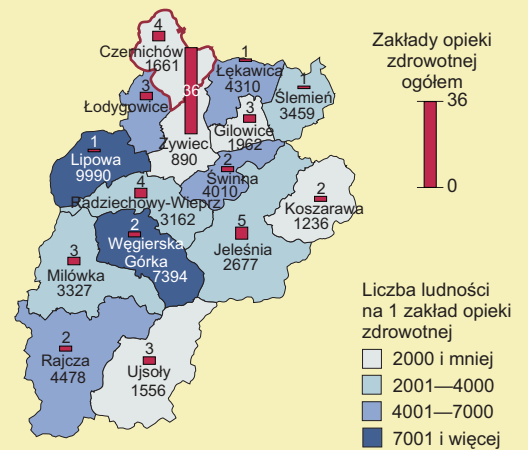 4
Czernichów
1661
36
Żywiec
890
3
Łodygowice
1
Łękawica
4310
1
Ślemień
3459
3
Gilowice
1962
1
Lipowa
9990
2
Świnna
4010
4
Radziechowy-Wieprz
3162
2
Koszarawa
1236
5
Jeleśnia
2677
2
Węgierska
Górka
7394
3
Milówka
3327
2
Rajcza
4478
3
Ujsoły
1556
Zakłady opieki
zdrowotnej
ogółem
36
0
Liczba ludności
na 1 zakład opieki
zdrowotnej
2000 i mniej
2001—4000
4001—7000
7001 i więcej